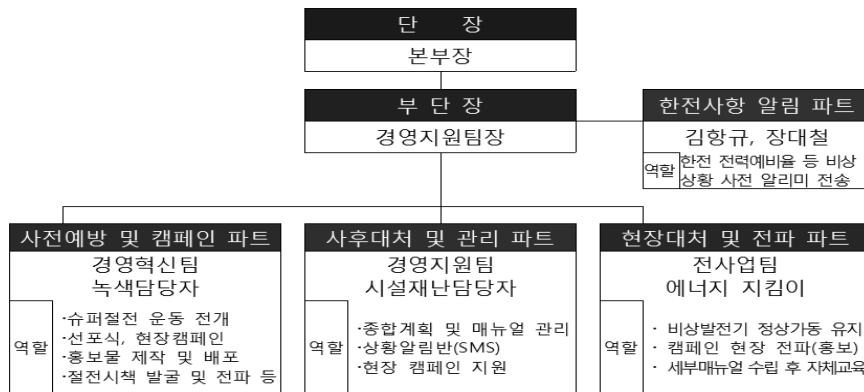 단 장
본부장
부 단 장
경영지원팀장
한전사항 알림 파트
김항규, 장대철
역할
한전 전력예비율 등 비상
상황 사전 알리미 전송
사전예방 및 캠페인 파트
경영혁신팀
녹색담당자
역할
·슈퍼절전 운동 전개
·선포식, 현장캠페인
·홍보물 제작 및 배포
·절전시책 발굴 및 전파 등
사후대처 및 관리 파트
경영지원팀
시설재난담당자
역할
·종합계획 및 매뉴얼 관리
·상황알림반(SMS)
·현장 캠페인 지원
현장대처 및 전파 파트
전사업팀
에너지 지킴이
역할
· 비상발전기 정상가동 유지
· 캠페인 현장 전파(홍보)
· 세부매뉴얼 수립 후 자체교육